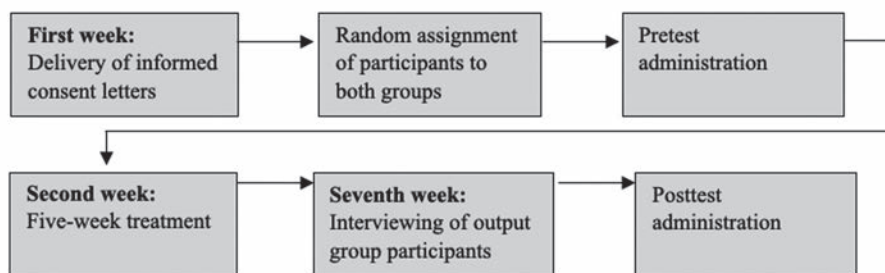 First week:
Delivery of informed
consent letters
Random assignment
of participants to
both groups
Pretest
administration
Second week:
Five-week treatment
Seventh week:
Interviewing of output
group participants
Posttest
administration